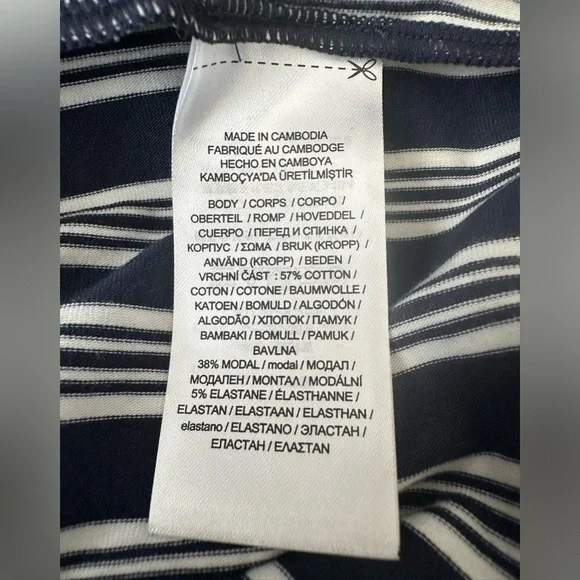 MADE IN CAMBODIA
FABRIQUÉ AU CAMBODGE
HECHO EN CAMBOYA
KAMBOÇYA'DA ÜRETİLMİŞTİR
BODY / CORPS / CORPO /
OBERTEIL / ROMP / HOVEDDEL /
CUERPO / ПЕРЕД И СПИНКА /
КОРПУС / ΣΩΜΑ / BRUK (KROPP) /
ANVÄND (KROPP) / BEDEN /
VRCHNÍ ČÁST : 57% COTTON /
COTON / COTONE / BAUMWOLLE /
KATOEN / BOMULD / ALGODÓN /
ALGODÃO / ХЛОПОК / ПАМУК /
ΒΑΜΒΑΚΙ / BOMULL / PAMUK /
BAVLNA
38% MODAL / modal / МОДАЛ /
МОДАЛЕН / ΜΟΝΤΑΛ / MODÁLNÍ
5% ELASTANE / ÉLASTHANNE /
ELASTAN / ELASTAAN / ELASTHAN /
elastano / ELASTANO / ЭЛАСТАН /
ЕЛАСТАН / ΕΛΑΣΤΑΝ